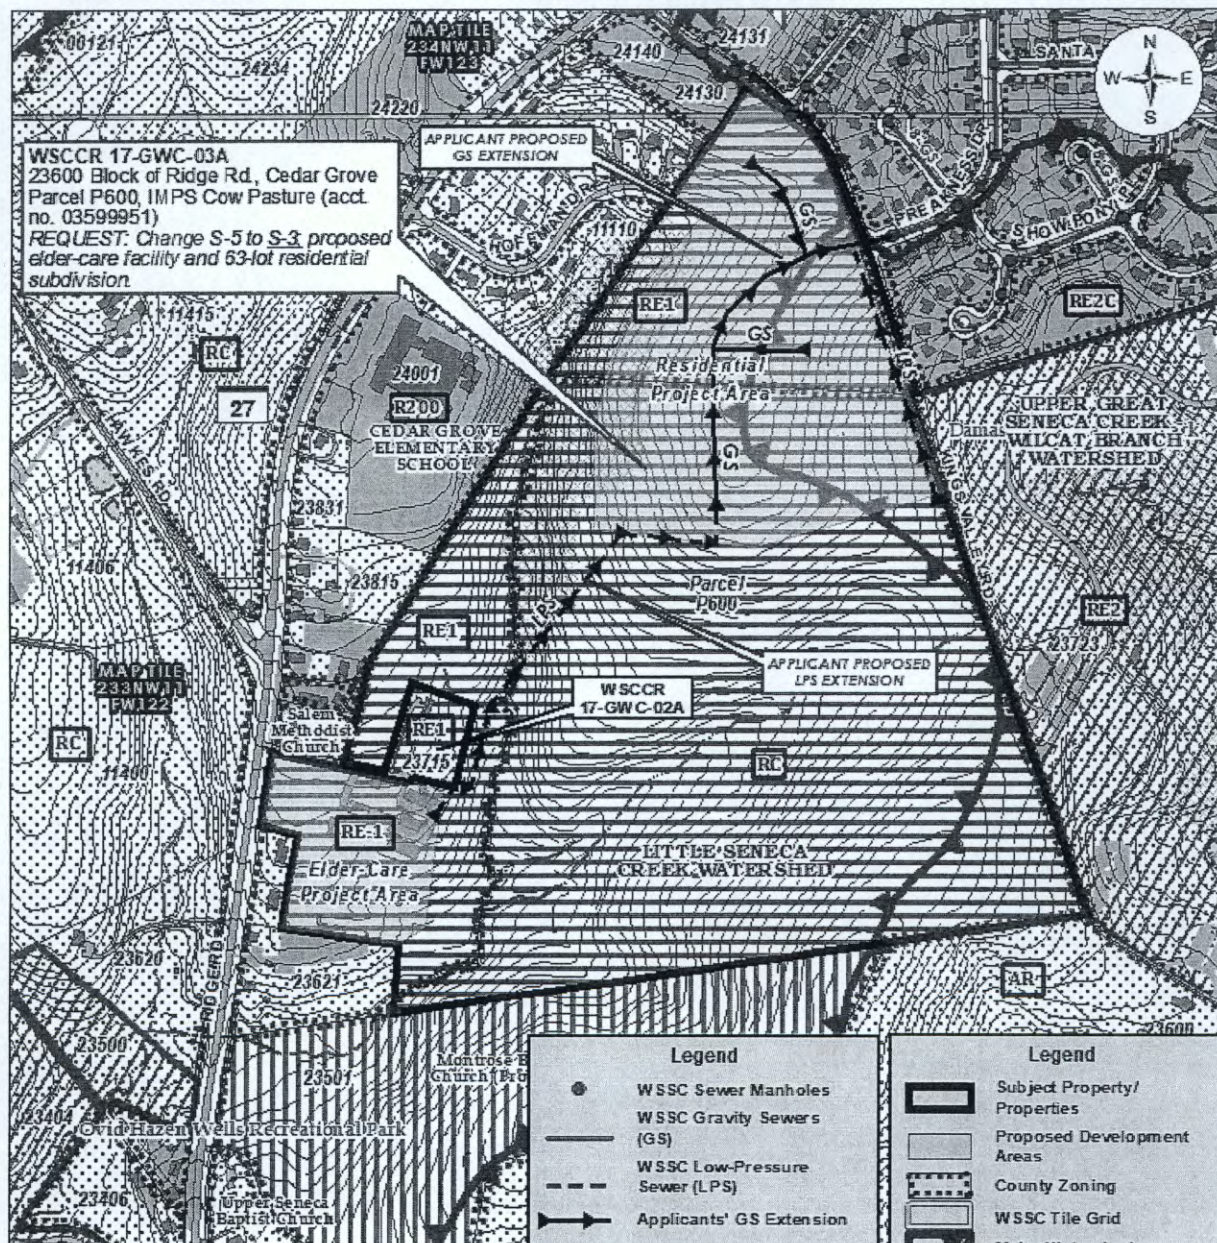 MAP TILE
234NW11
FW123
00121
24234
24220
24140
24131
24130
SANTA
N
W E
S
APPLICANT PROPOSED
GS EXTENSION
WSCCR 17-GWC-03A
23600 Block of Ridge Rd., Cedar Grove
Parcel P600, IMPS Cow Pasture (acct.
no. 03599951)
REQUEST: Change S-5 to S-3; proposed
elder-care facility and 63-lot residential
subdivision.
11110
GS
SHOW PONY PL
RE1C
RE2C
11415
RC
27
24001
R200
CEDAR GROVE
ELEMENTARY
SCHOOL
GS
Residential
Project Area
GS
UPPER GREAT
SENECA CREEK
WILCAT BRANCH
WATERSHED
23831
23815
11406
LPS
Parcel
P600
RE1
RE2
23723
MAP TILE
233NW11
FW122
APPLICANT PROPOSED
LPS EXTENSION
WSCCR
17-GWC-02A
Salem
Methodist
Church
RE1
23715
RC
RC
11400
RE-1
Elder-Care
Project Area
LITTLE SENECA
CREEK WATERSHED
RIDGE RD
23620
23621
AR
23600
23500
23501
23404
Ovid Hazen Wells Recreational Park
23406
Upper Seneca
Baptist Church
Legend
WSSC Sewer Manholes
WSSC Gravity Sewers
(GS)
WSSC Low-Pressure
Sewer (LPS)
Applicants' GS Extension
Legend
Subject Property/
Properties
Proposed Development
Areas
County Zoning
WSSC Tile Grid